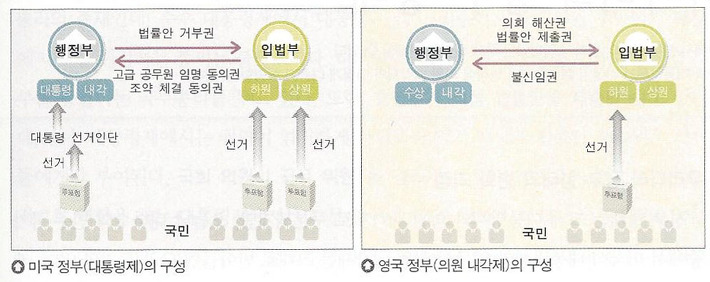 행정부
법률안 거부권
입법부
고급 공무원 임명 동의권
조약 체결 동의권
대통령
내각
하원
상원
대통령 선거인단
선거
선거
선거
투표함
투표함
투표함
국민
미국 정부(대통령제)의 구성
행정부
의회 해산권
법률안 제출권
입법부
불신임권
수상
내각
하원
상원
선거
투표함
국민
영국 정부(의원 내각제)의 구성